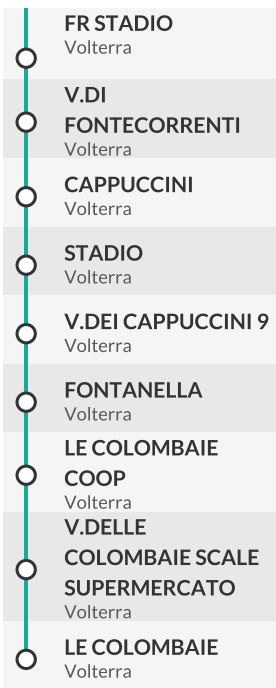 FR STADIO
Volterra
V.DI
FONTECORRENTI
Volterra
CAPPUCCINI
Volterra
STADIO
Volterra
V.DEI CAPPUCCINI 9
Volterra
FONTANELLA
Volterra
LE COLOMBAIE
COOP
Volterra
V.DELLE
COLOMBAIE SCALE
SUPERMERCATO
Volterra
LE COLOMBAIE
Volterra